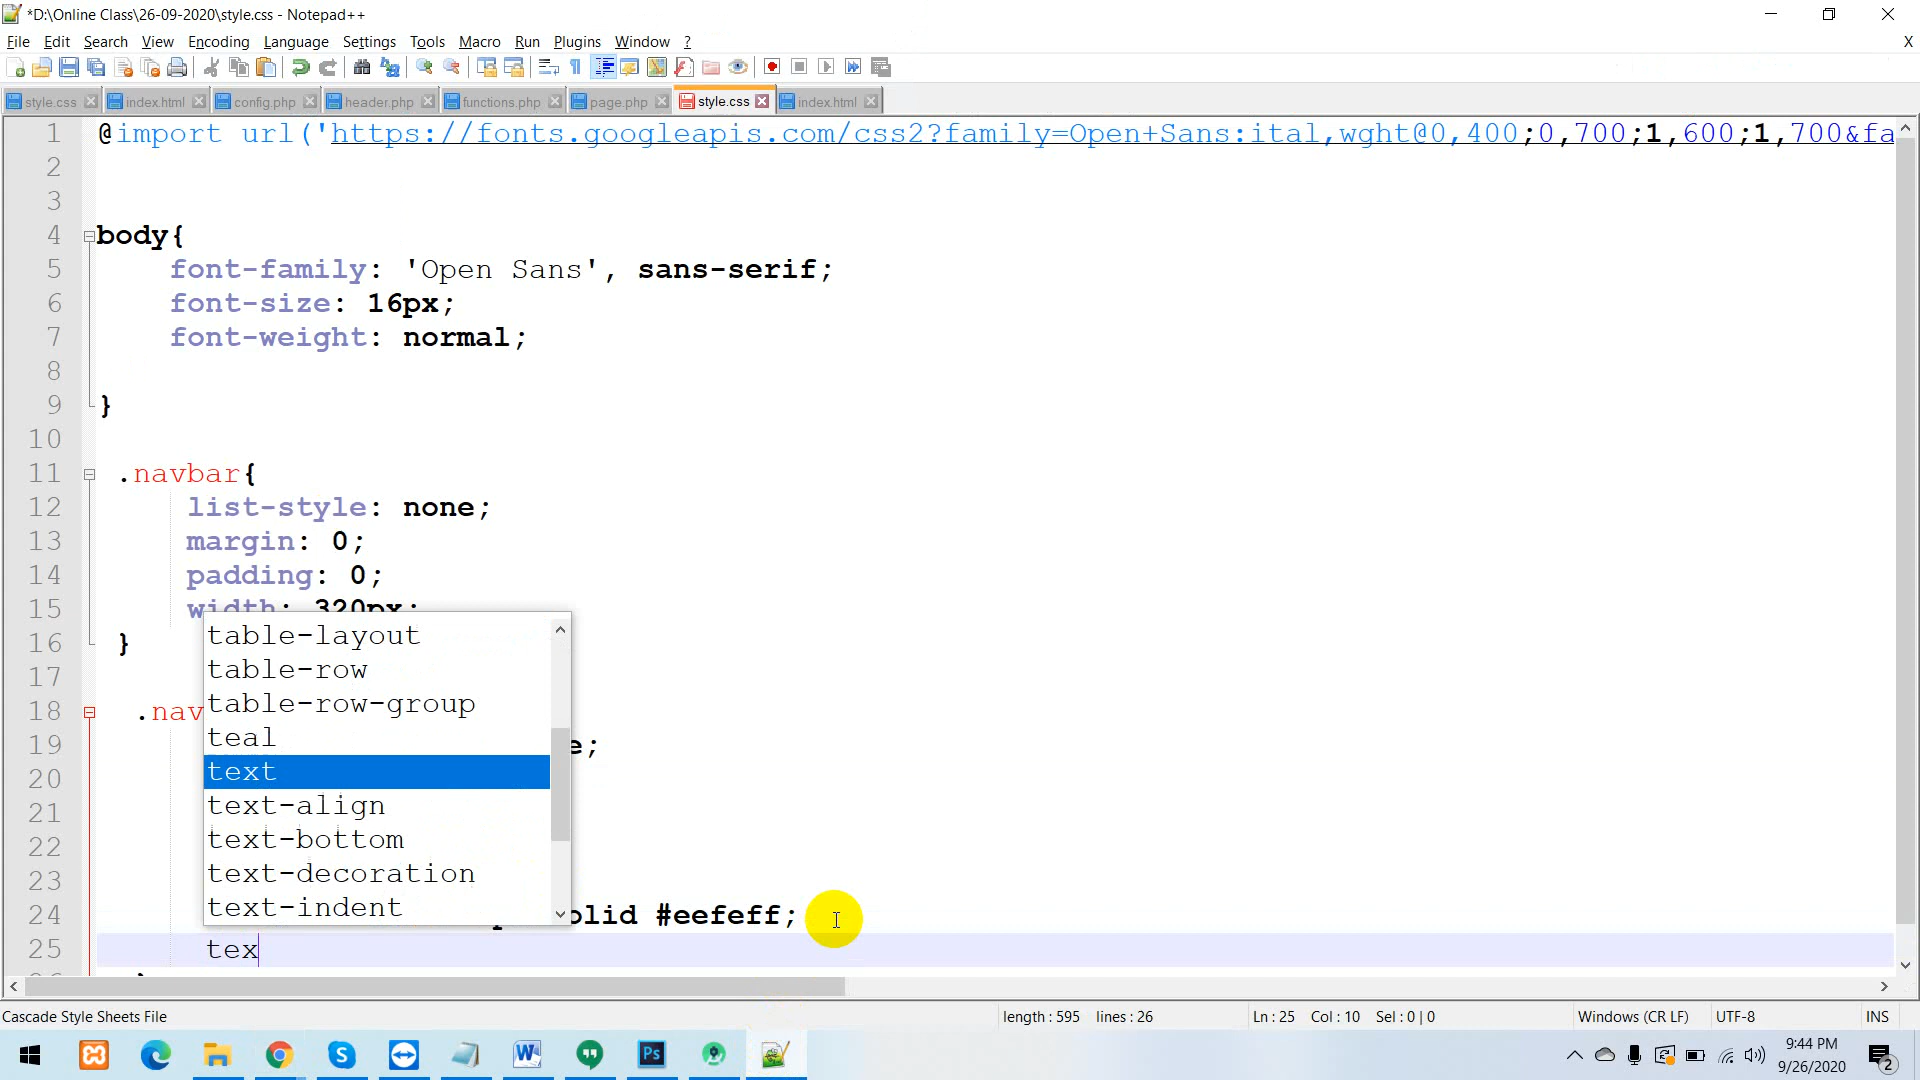 *D:\Online Class\26-09-2020\style.css - Notepad++
File Edit Search View Encoding Language Settings Tools Macro Run Plugins Window ? X
style.css index.html config.php header.php functions.php page.php style.css index.html
1 @import url('https://fonts.googleapis.com/css2?family=Open+Sans:ital,wght@0,400;0,700;1,600;1,700&fa
2
3
4 body{
5 font-family: 'Open Sans', sans-serif;
6 font-size: 16px;
7 font-weight: normal;
8
9 }
10
11 .navbar{
12 list-style: none;
13 margin: 0;
14 padding: 0;
15 width: 320px;
16 }
17
18 .nav
19 e;
20
21
22
23
24 olid #eefeff;
25 tex
table-layout
table-row
table-row-group
teal
text
text-align
text-bottom
text-decoration
text-indent
Cascade Style Sheets File length : 595 lines : 26 Ln : 25 Col : 10 Sel : 0 | 0 Windows (CR LF) UTF-8 INS
9:44 PM
9/26/2020
2